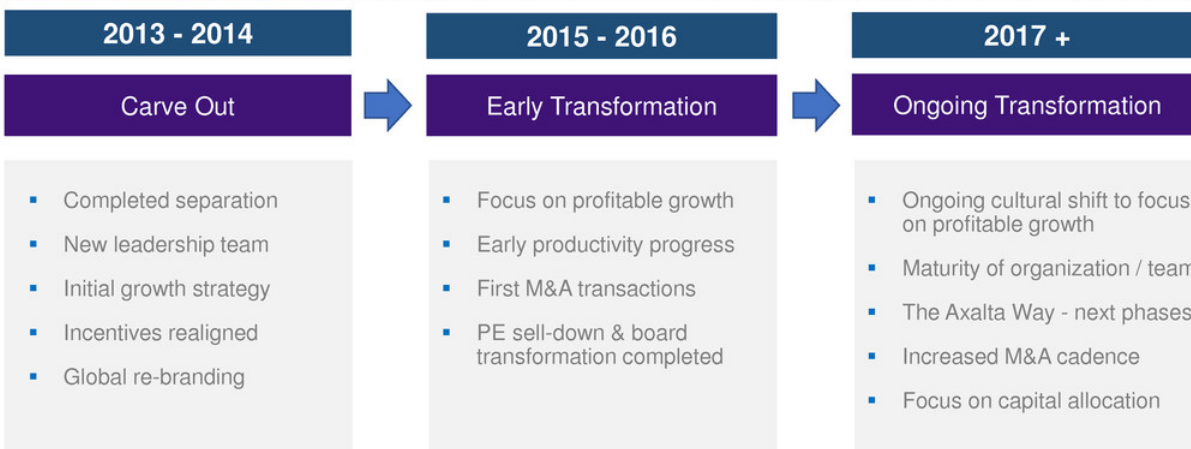 2013 - 2014
Carve Out
▪ Completed separation
▪ New leadership team
▪ Initial growth strategy
▪ Incentives realigned
▪ Global re-branding
2015 - 2016
Early Transformation
▪ Focus on profitable growth
▪ Early productivity progress
▪ First M&A transactions
▪ PE sell-down & board
transformation completed
2017 +
Ongoing Transformation
▪ Ongoing cultural shift to focus
on profitable growth
▪ Maturity of organization / team
▪ The Axalta Way - next phases
▪ Increased M&A cadence
▪ Focus on capital allocation